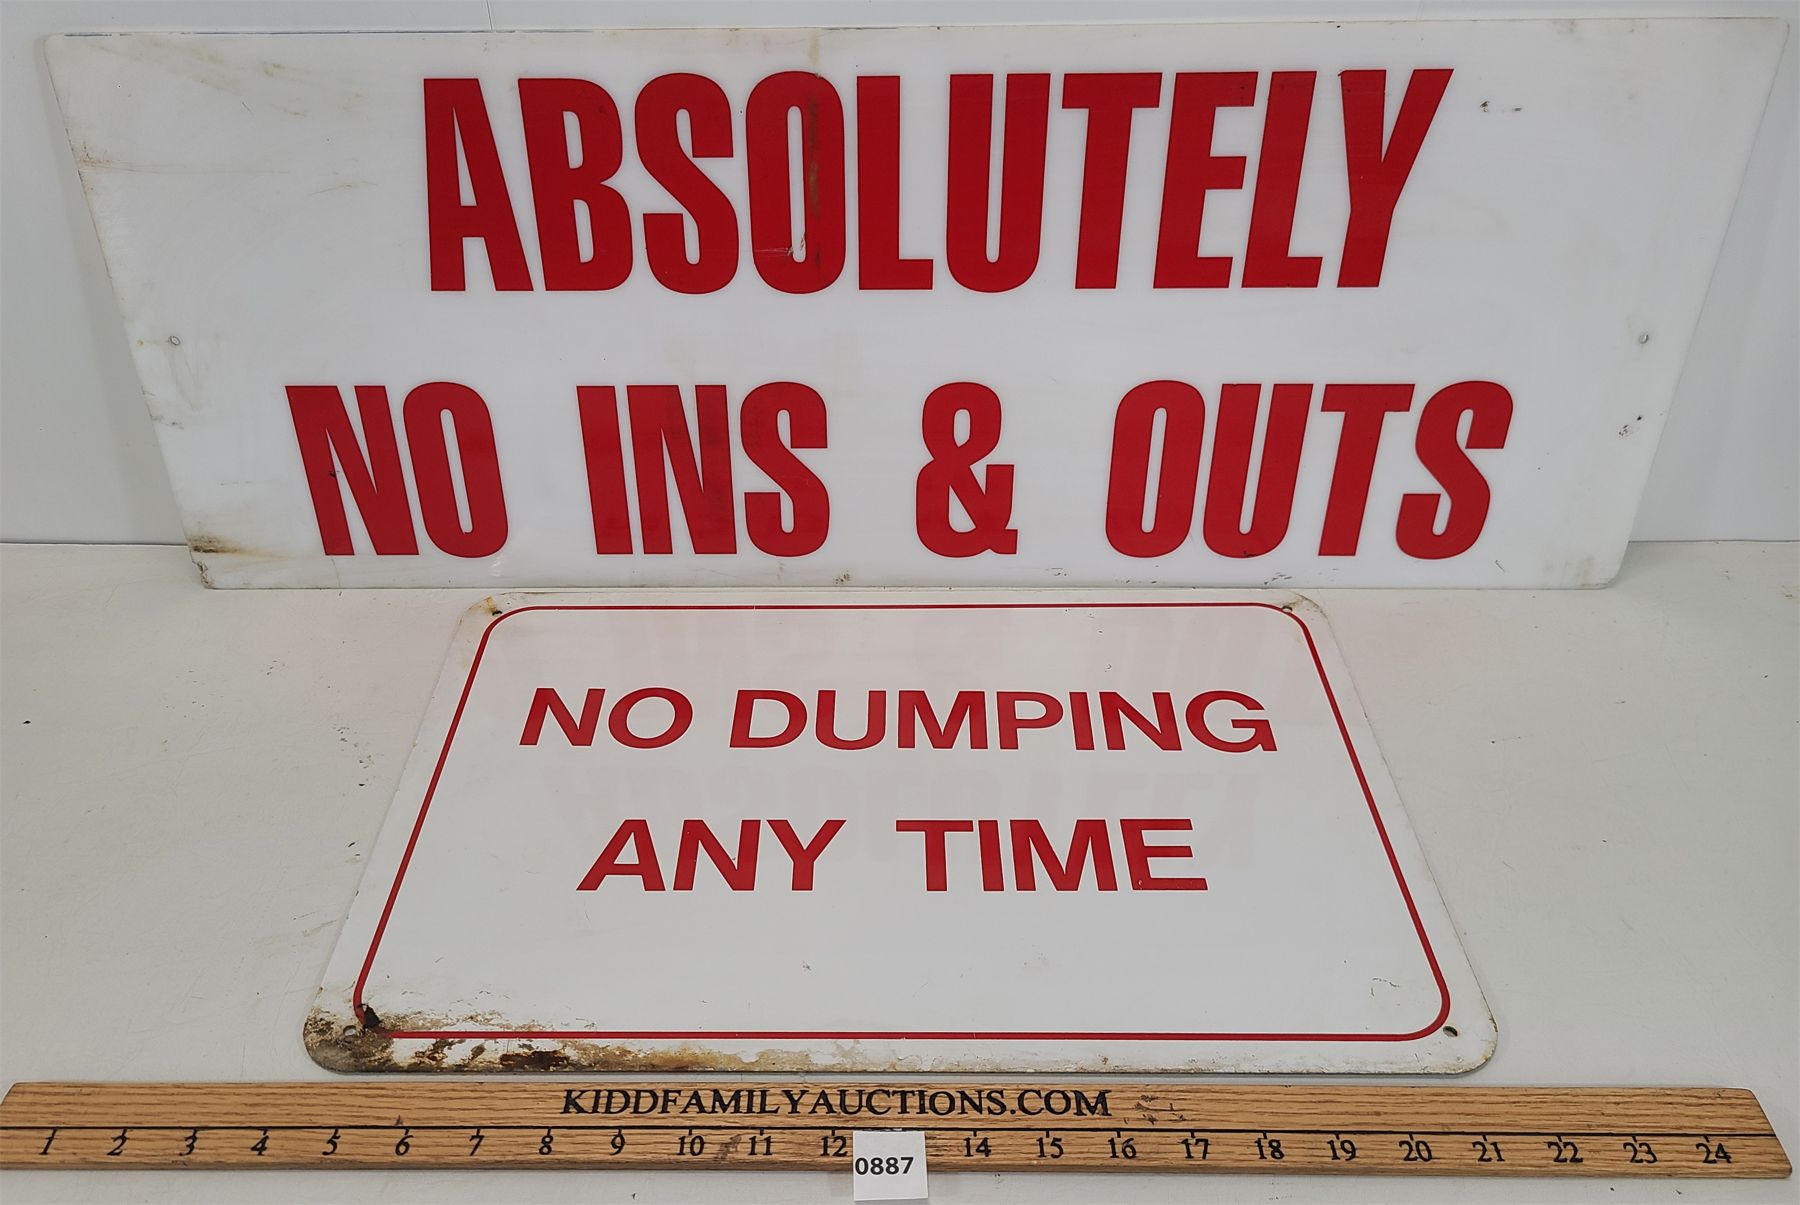 ABSOLUTELY
NO INS & OUTS
NO DUMPING
ANY TIME
KIDDFAMILYAUCTIONS.COM
1 2 3 4 5 6 7 8 9 10 11 12 14 15 16 17 18 19 20 21 22 23 24
0887